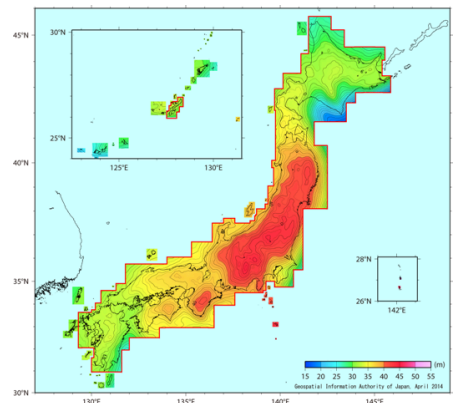 45°N
30°N
25°N
125°E
130°E
40°N
35°N
28°N
26°N
142°E
(m)
15 20 25 30 35 40 45 50 55
Geospatial Information Authority of Japan. April 2014
30°N
130°E
135°E
140°E
145°E